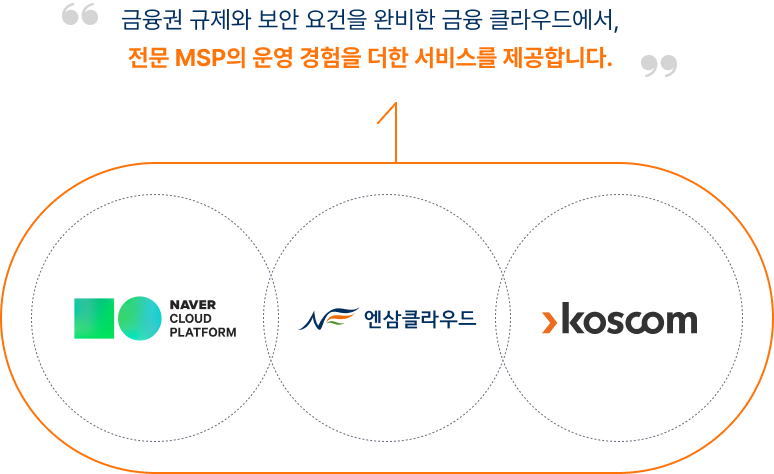 금융권 규제와 보안 요건을 완비한 금융 클라우드에서,
전문 MSP의 운영 경험을 더한 서비스를 제공합니다.
NAVER
CLOUD
PLATFORM
엔삼클라우드
koscom